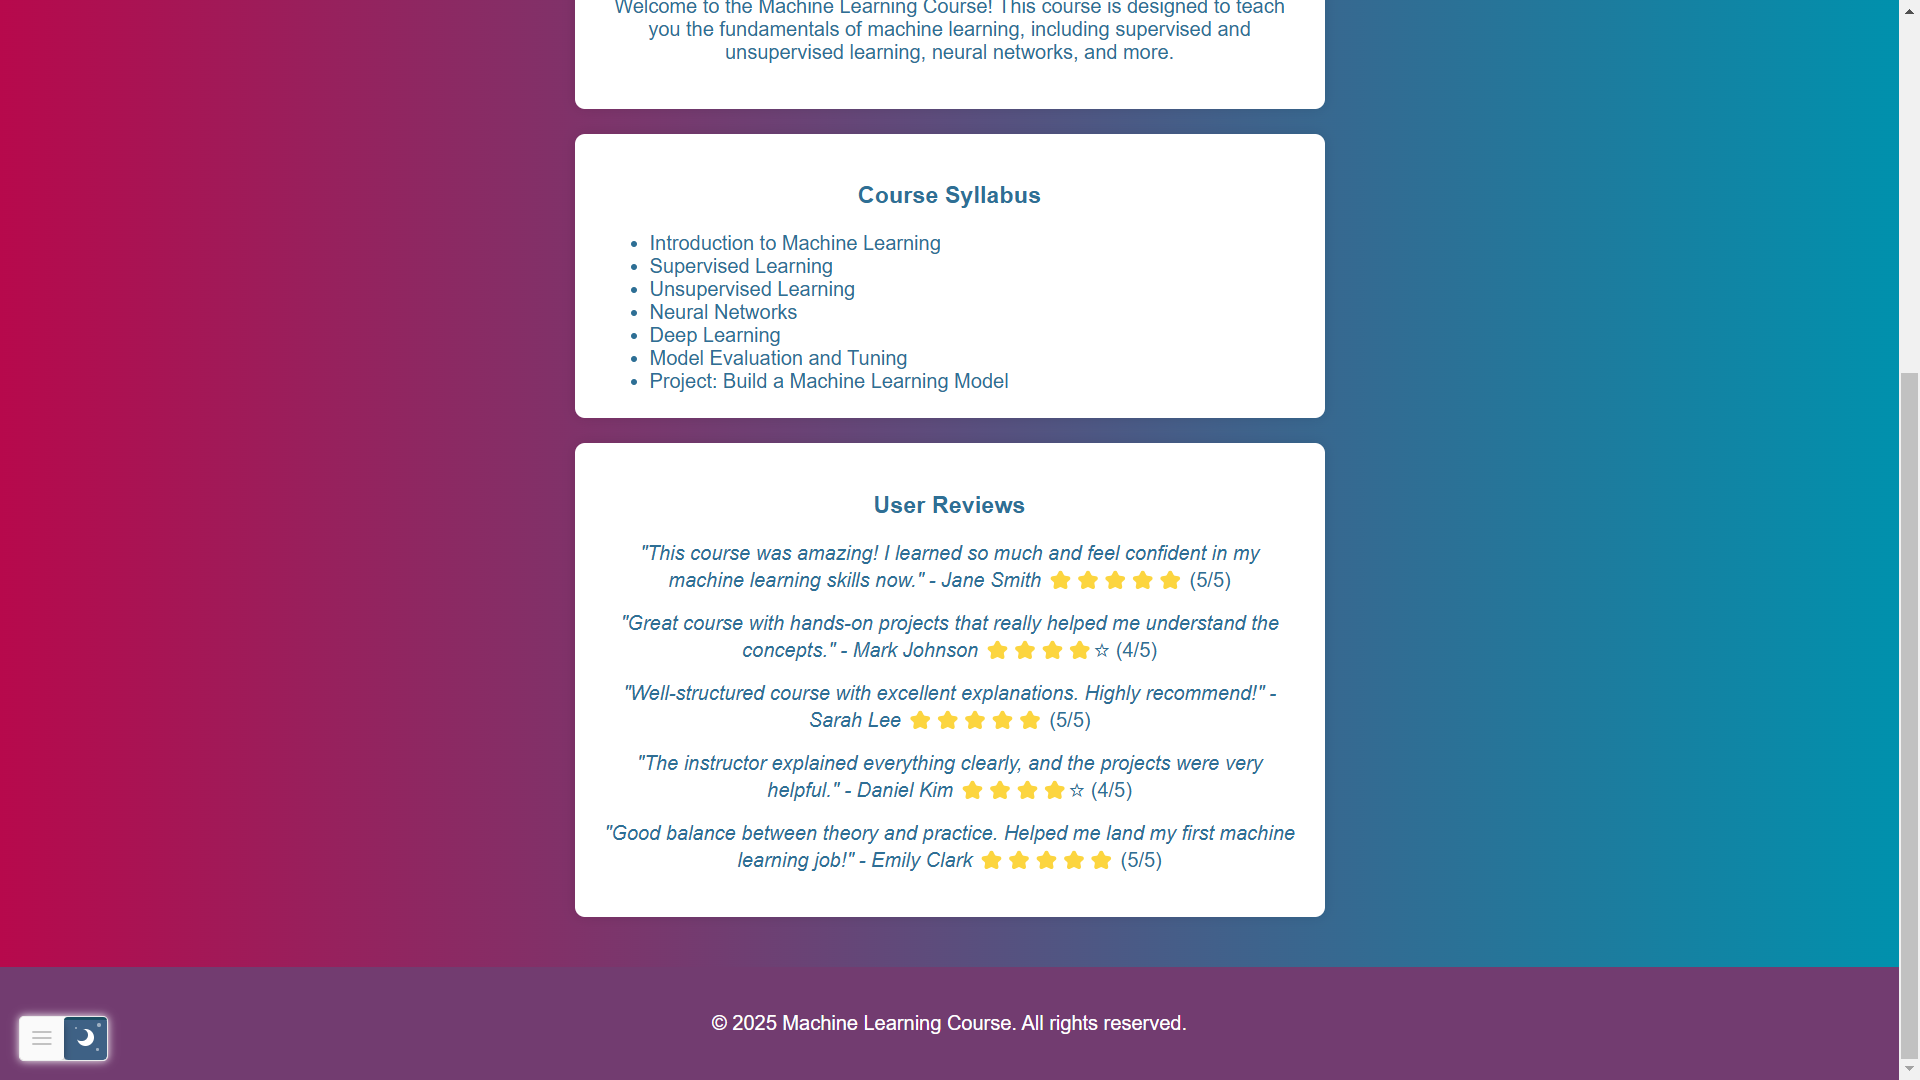 Welcome to the Machine Learning Course! This course is designed to teach
you the fundamentals of machine learning, including supervised and
unsupervised learning, neural networks, and more.
Course Syllabus
• Introduction to Machine Learning
• Supervised Learning
• Unsupervised Learning
• Neural Networks
• Deep Learning
• Model Evaluation and Tuning
• Project: Build a Machine Learning Model
User Reviews
"This course was amazing! I learned so much and feel confident in my
machine learning skills now." - Jane Smith ⭐⭐⭐⭐⭐ (5/5)
"Great course with hands-on projects that really helped me understand the
concepts." - Mark Johnson ⭐⭐⭐⭐☆ (4/5)
"Well-structured course with excellent explanations. Highly recommend!" -
Sarah Lee ⭐⭐⭐⭐⭐ (5/5)
"The instructor explained everything clearly, and the projects were very
helpful." - Daniel Kim ⭐⭐⭐⭐☆ (4/5)
"Good balance between theory and practice. Helped me land my first machine
learning job!" - Emily Clark ⭐⭐⭐⭐⭐ (5/5)
© 2025 Machine Learning Course. All rights reserved.